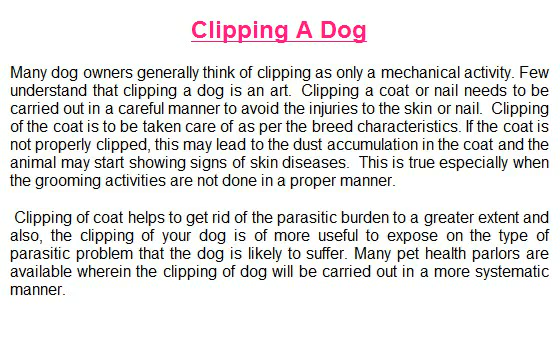 Clipping A Dog
Many dog owners generally think of clipping as only a mechanical activity. Few
understand that clipping a dog is an art.  Clipping a coat or nail needs to be
carried out in a careful manner to avoid the injuries to the skin or nail.  Clipping
of the coat is to be taken care of as per the breed characteristics. If the coat is
not properly clipped, this may lead to the dust accumulation in the coat and the
animal may start showing signs of skin diseases.  This is true especially when
the grooming activities are not done in a proper manner.
Clipping of coat helps to get rid of the parasitic burden to a greater extent and
also, the clipping of your dog is of more useful to expose on the type of
parasitic problem that the dog is likely to suffer. Many pet health parlors are
available wherein the clipping of dog will be carried out in a more systematic
manner.